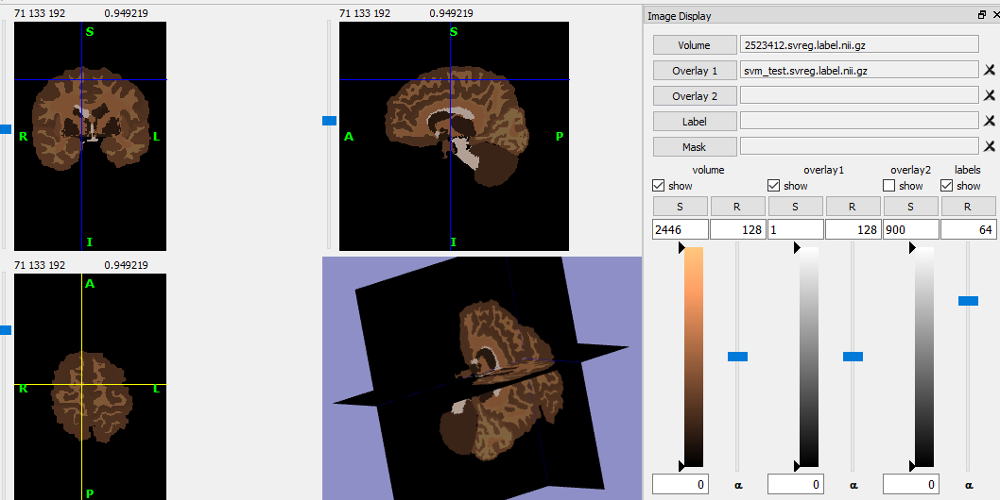 71 133 192 0.949219
S
R L
I
71 133 192 0.949219
S
A P
I
71 133 192 0.949219
A
R L
P
Image Display
Volume 2523412.svreg.label.nii.gz
Overlay 1 svm_test.svreg.label.nii.gz
Overlay 2
Label
Mask
volume overlay1 overlay2 labels
show show show show
S R S R S R
2446 128 1 128 900 64
0 α 0 α 0 α